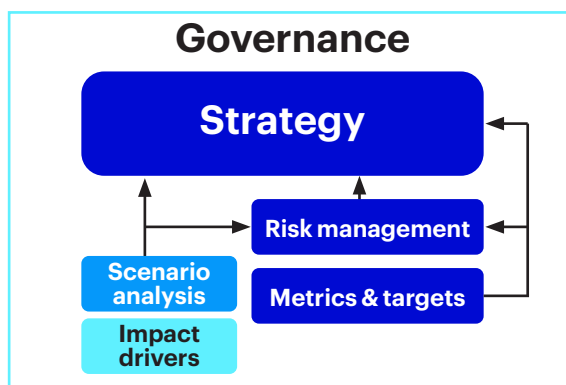 Governance
Strategy
Risk management
Scenario
analysis
Metrics & targets
Impact
drivers